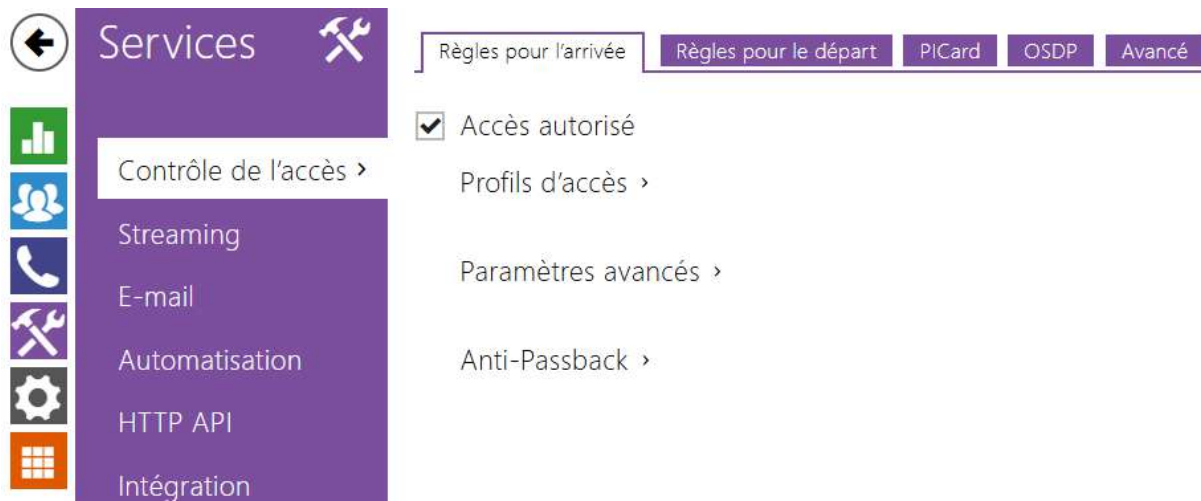 Services
Contrôle de l'accès >
Streaming
E-mail
Automatisation
HTTP API
Intégration
Règles pour l'arrivée
Règles pour le départ
PICard
OSDP
Avancé
Accès autorisé
Profils d'accès >
Paramètres avancés >
Anti-Passback >